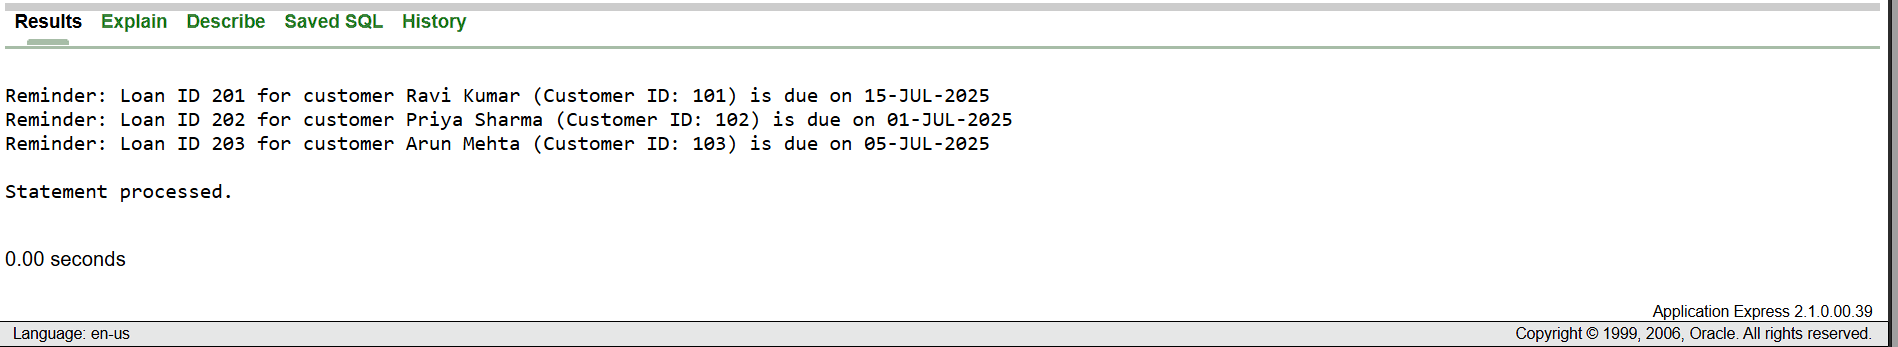 Results Explain Describe Saved SQL History
Reminder: Loan ID 201 for customer Ravi Kumar (Customer ID: 101) is due on 15-JUL-2025
Reminder: Loan ID 202 for customer Priya Sharma (Customer ID: 102) is due on 01-JUL-2025
Reminder: Loan ID 203 for customer Arun Mehta (Customer ID: 103) is due on 05-JUL-2025
Statement processed.
0.00 seconds
Application Express 2.1.0.00.39
Language: en-us Copyright © 1999, 2006, Oracle. All rights reserved.